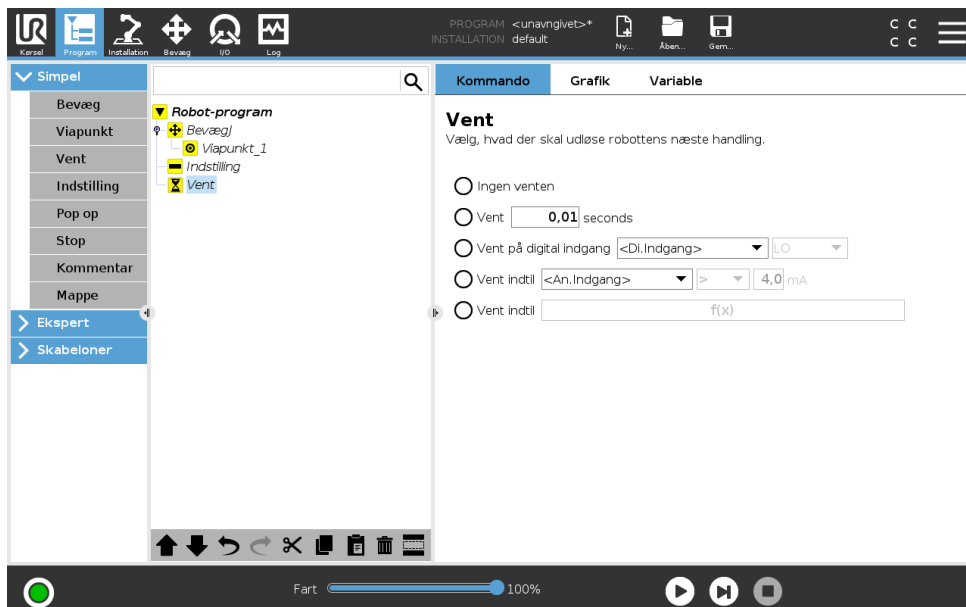 UR
PROGRAM <unavngivet>*
INSTALLATION default
Kørsel Program Installation Bevæg I/O Log
Ny... Åben... Gem...
C C
C C
Simpel
Bevæg
Viapunkt
Vent
Indstilling
Pop op
Stop
Kommentar
Mappe
Ekspert
Skabeloner
Robot-program
BevægJ
Viapunkt_1
Indstilling
Vent
Kommando Grafik Variable
Vent
Vælg, hvad der skal udløse robottens næste handling.
Ingen venten
Vent 0,01 seconds
Vent på digital indgang <Di.Indgang> LO
Vent indtil <An.Indgang> > 4,0 mA
Vent indtil f(x)
Fart 100%